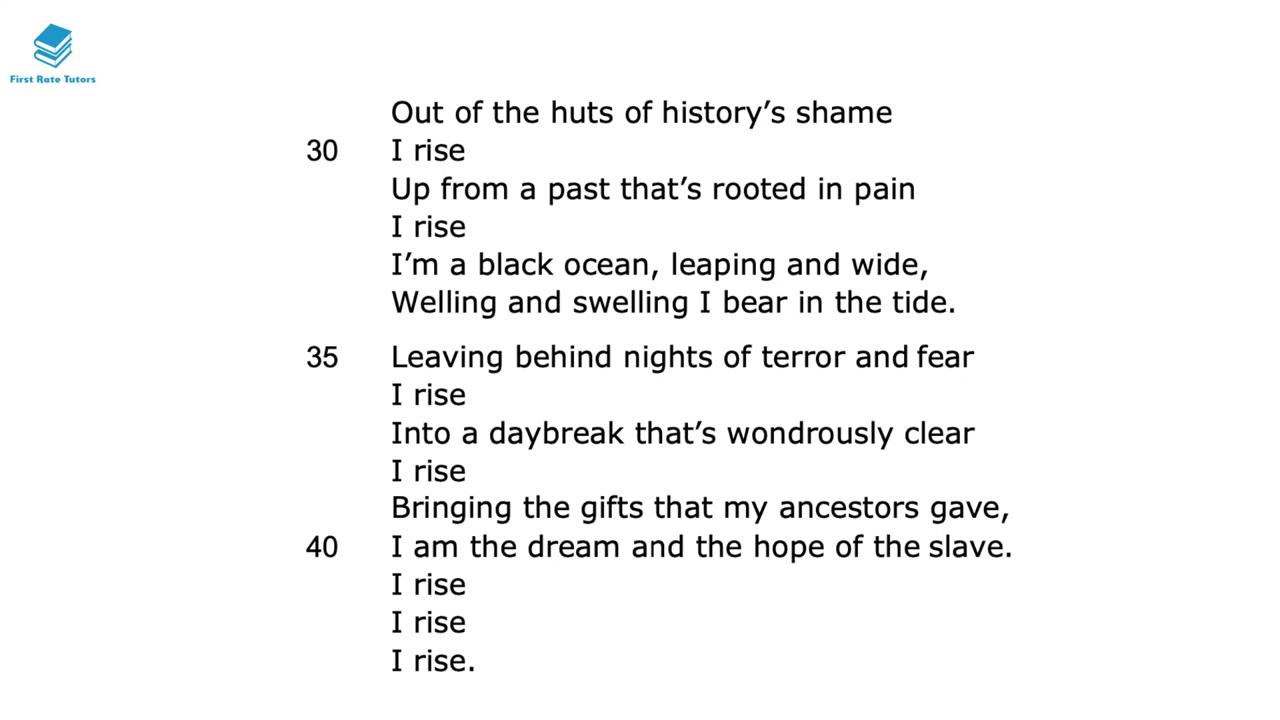 First Rate Tutors
Out of the huts of history's shame
30 I rise
Up from a past that's rooted in pain
I rise
I'm a black ocean, leaping and wide,
Welling and swelling I bear in the tide.
35 Leaving behind nights of terror and fear
I rise
Into a daybreak that's wondrously clear
I rise
Bringing the gifts that my ancestors gave,
40 I am the dream and the hope of the slave.
I rise
I rise
I rise.